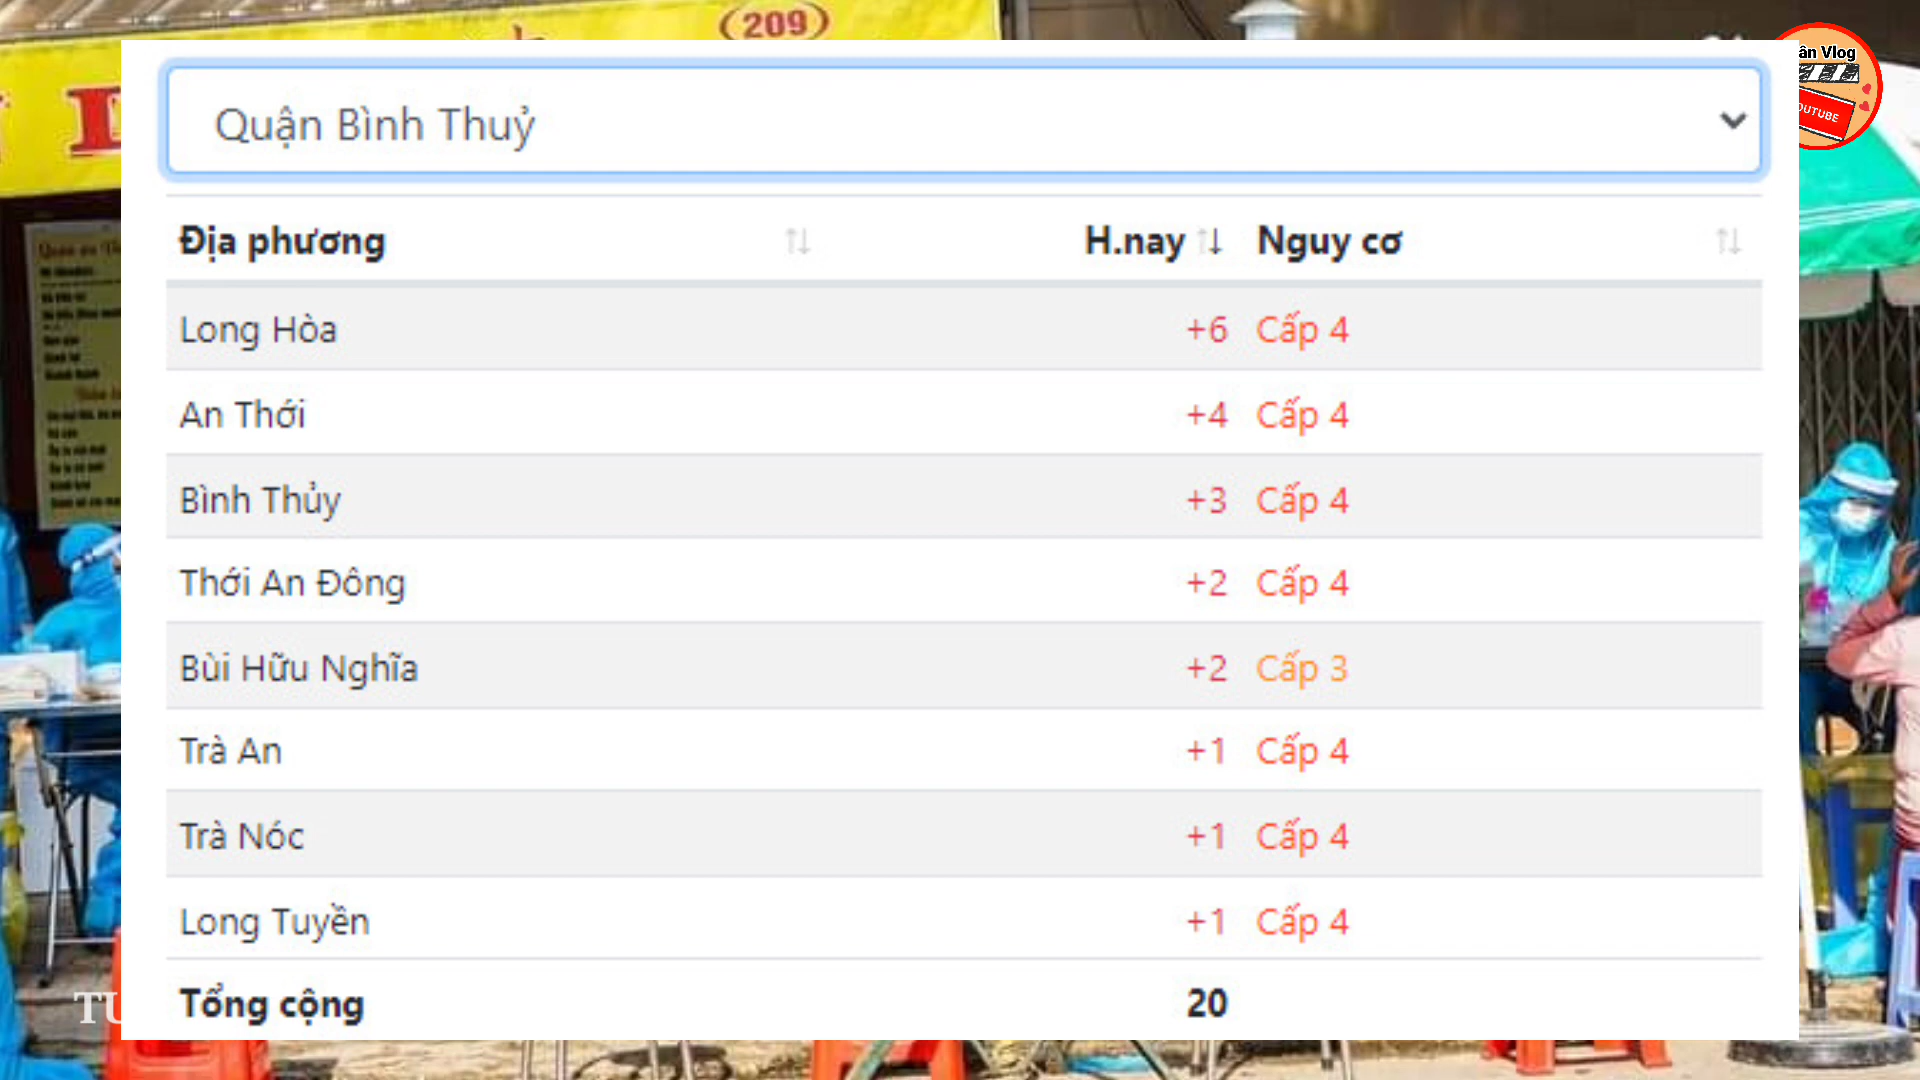 (209)
ân Vlog
OUTUBE
Quận Bình Thuỷ
Địa phương H.nay Nguy cơ
Long Hòa +6 Cấp 4
An Thới +4 Cấp 4
Bình Thủy +3 Cấp 4
Thới An Đông +2 Cấp 4
Bùi Hữu Nghĩa +2 Cấp 3
Trà An +1 Cấp 4
Trà Nóc +1 Cấp 4
Long Tuyền +1 Cấp 4
Tổng cộng 20